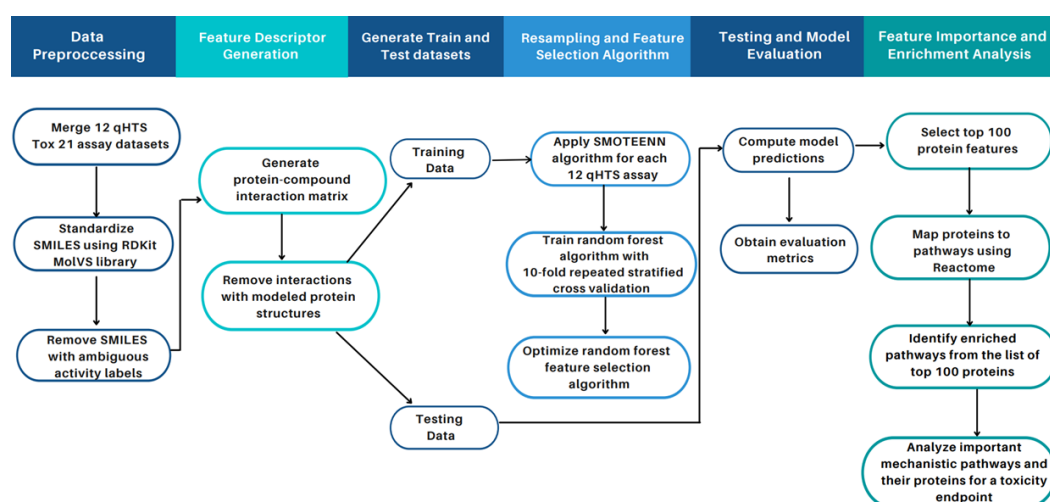 Data
Preproccessing
Feature Descriptor
Generation
Generate Train and
Test datasets
Resampling and Feature
Selection Algorithm
Testing and Model
Evaluation
Feature Importance and
Enrichment Analysis
Merge 12 qHTS
Tox 21 assay datasets
Standardize
SMILES using RDKit
MolVS library
Remove SMILES
with ambiguous
activity labels
Generate
protein-compound
interaction matrix
Remove interactions
with modeled protein
structures
Training
Data
Testing
Data
Apply SMOTEENN
algorithm for each
12 qHTS assay
Train random forest
algorithm with
10-fold repeated stratified
cross validation
Optimize random forest
feature selection
algorithm
Compute model
predictions
Obtain evaluation
metrics
Select top 100
protein features
Map proteins to
pathways using
Reactome
Identify enriched
pathways from the list of
top 100 proteins
Analyze important
mechanistic pathways and
their proteins for a toxicity
endpoint